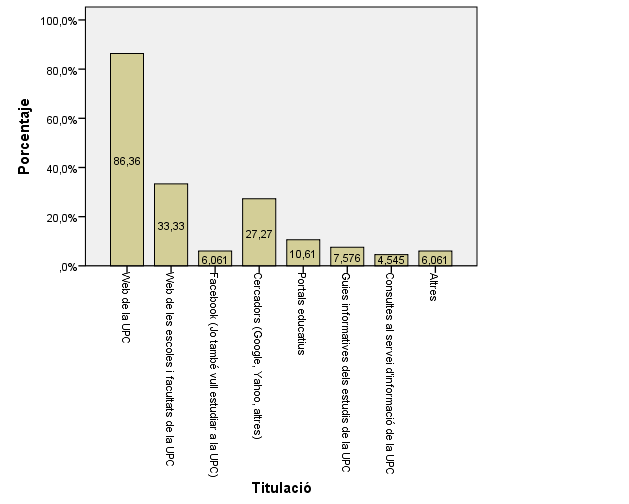 100,0%
80,0%
60,0%
40,0%
20,0%
,0%
Porcentaje
86,36
33,33
6,061
27,27
10,61
7,576
4,545
6,061
Web de la UPC
Web de les escoles i facultats de la UPC
Facebook (Jo també vull estudiar a la UPC)
Cercadors (Google, Yahoo, altres)
Portals educatius
Guies informatives dels estudis de la UPC
Consultes al servei d'informació de la UPC
Altres
Titulació